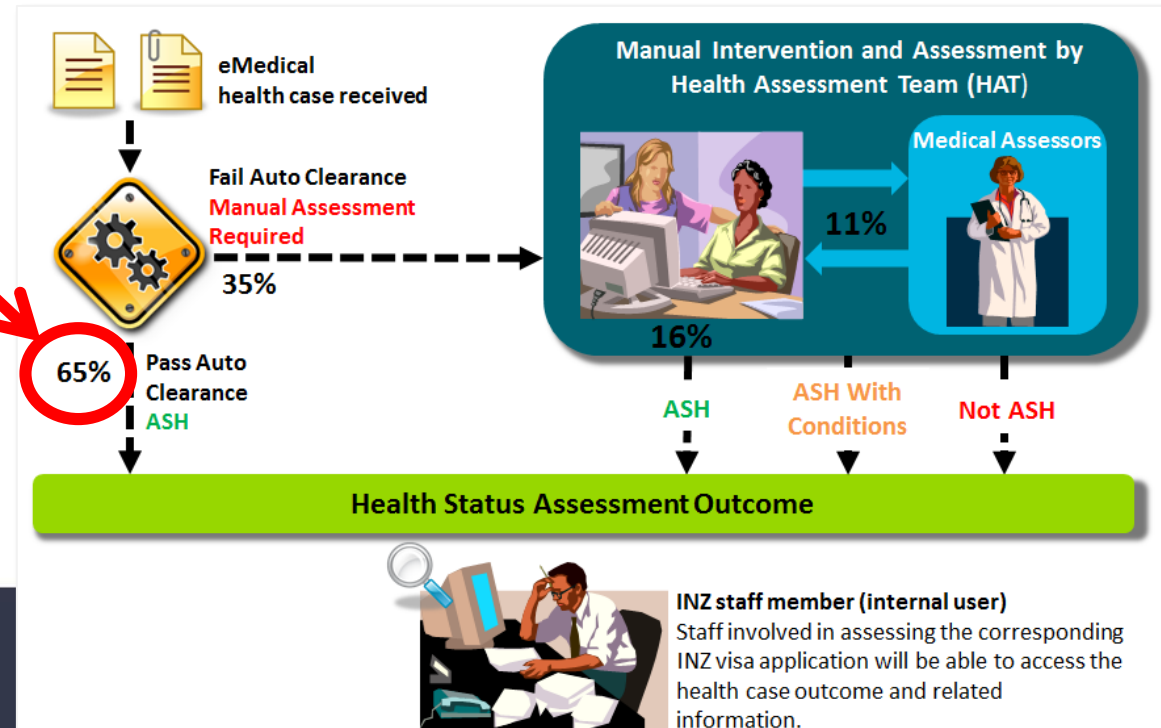 eMedical
health case received
Manual Intervention and Assessment by
Health Assessment Team (HAT)
Medical Assessors
Fail Auto Clearance
Manual Assessment
Required
35%
11%
16%
65%
Pass Auto
Clearance
ASH
ASH
ASH With
Conditions
Not ASH
Health Status Assessment Outcome
INZ staff member (internal user)
Staff involved in assessing the corresponding
INZ visa application will be able to access the
health case outcome and related
information.